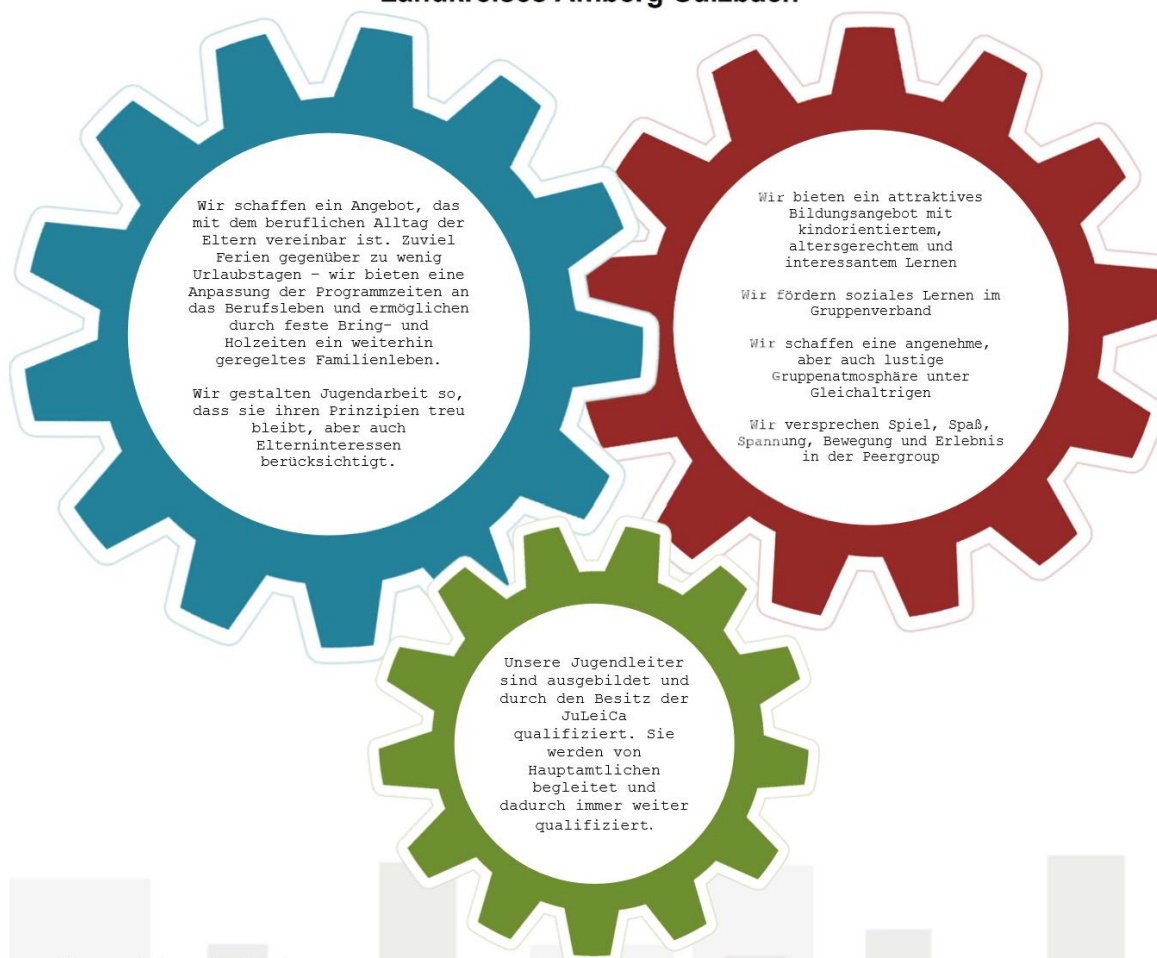 Landkreises Amberg-Sulzbach
Wir schaffen ein Angebot, das
mit dem beruflichen Alltag der
Eltern vereinbar ist. Zuviel
Ferien gegenüber zu wenig
Urlaubstagen – wir bieten eine
Anpassung der Programmzeiten an
das Berufsleben und ermöglichen
durch feste Bring- und
Holzeiten ein weiterhin
geregeltes Familienleben.
Wir gestalten Jugendarbeit so,
dass sie ihren Prinzipien treu
bleibt, aber auch
Elterninteressen
berücksichtigt.
Wir bieten ein attraktives
Bildungsangebot mit
kindorientiertem,
altersgerechtem und
interessantem Lernen
Wir fördern soziales Lernen im
Gruppenverband
Wir schaffen eine angenehme,
aber auch lustige
Gruppenatmosphäre unter
Gleichaltrigen
Wir versprechen Spiel, Spaß,
Spannung, Bewegung und Erlebnis
in der Peergroup
Unsere Jugendleiter
sind ausgebildet und
durch den Besitz der
JuLeiCa
qualifiziert. Sie
werden von
Hauptamtlichen
begleitet und
dadurch immer weiter
qualifiziert.